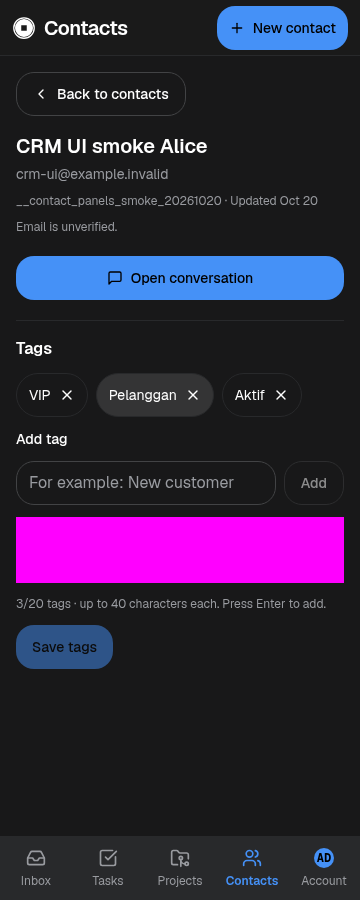 Contacts
New contact
Back to contacts
CRM UI smoke Alice
crm-ui@example.invalid
__contact_panels_smoke_20261020 · Updated Oct 20
Email is unverified.
Open conversation
Tags
VIP
Pelanggan
Aktif
Add tag
For example: New customer
Add
3/20 tags · up to 40 characters each. Press Enter to add.
Save tags
AD
Inbox
Tasks
Projects
Contacts
Account